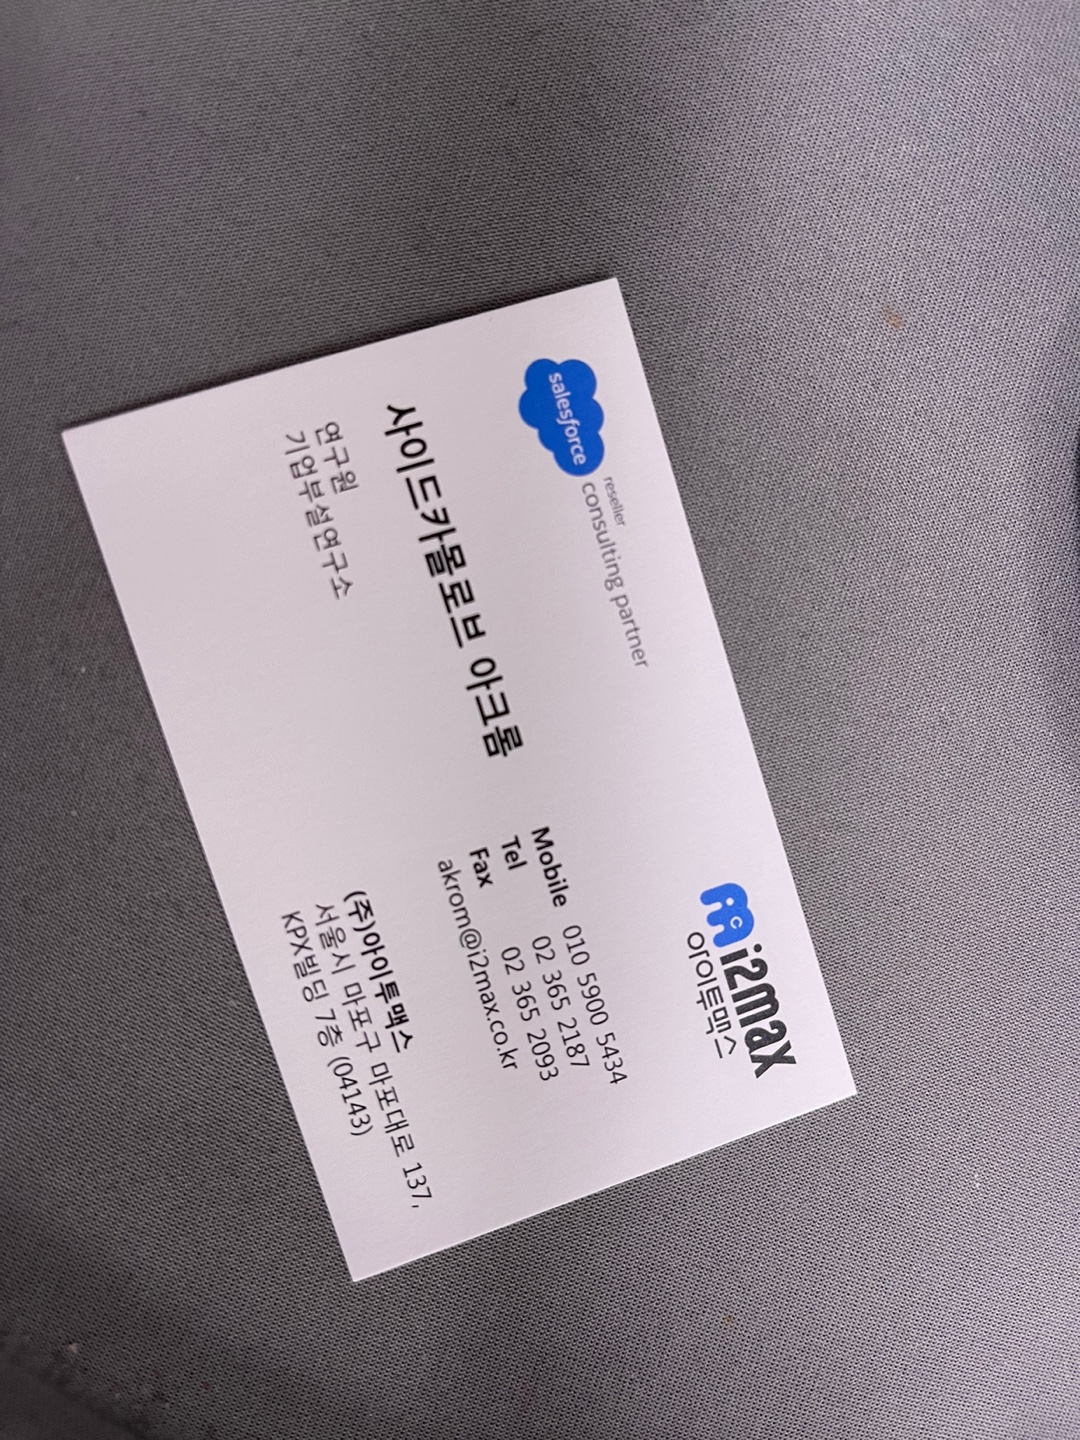 salesforce
reseller
consulting partner
i2max
아이투맥스
사이드카몰로브 아크롬
연구원
기업부설연구소
Mobile 010 5900 5434
Tel 02 365 2187
Fax 02 365 2093
akrom@i2max.co.kr
(주)아이투맥스
서울시 마포구 마포대로 137,
KPX빌딩 7층 (04143)